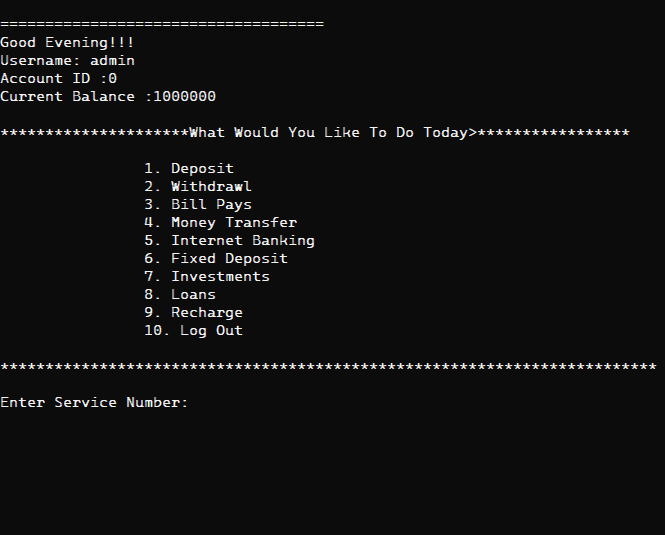 ====================================
Good Evening!!!
Username: admin
Account ID :0
Current Balance :1000000
*********************What Would You Like To Do Today>*****************
1. Deposit
2. Withdrawl
3. Bill Pays
4. Money Transfer
5. Internet Banking
6. Fixed Deposit
7. Investments
8. Loans
9. Recharge
10. Log Out
*************************************************************************
Enter Service Number: